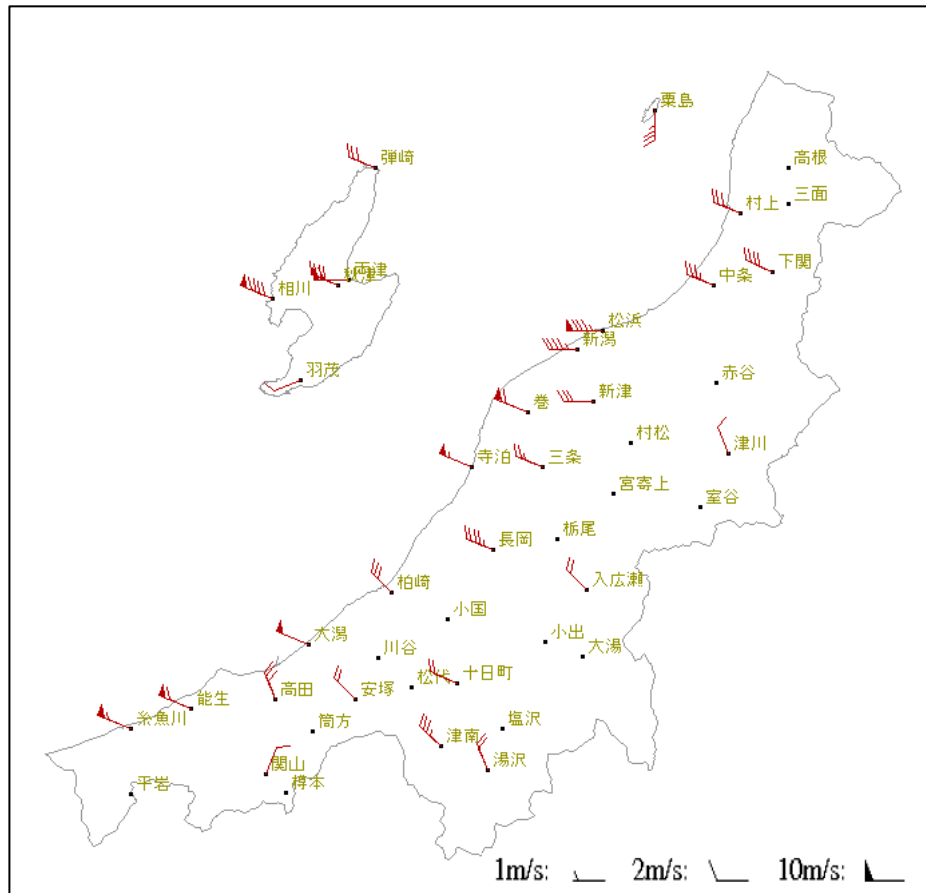 粟島
高根
弾崎
三面
村上
両津
秋津
下関
相川
中条
松浜
新潟
羽茂
赤谷
新津
巻
村松
津川
寺泊
三条
宮寄上
室谷
栃尾
長岡
入広瀬
柏崎
小国
大潟
小出
大湯
川谷
十日町
松代
高田
安塚
能生
糸魚川
筒方
塩沢
津南
関山
湯沢
平岩
樽本
1m/s: 2m/s: 10m/s: